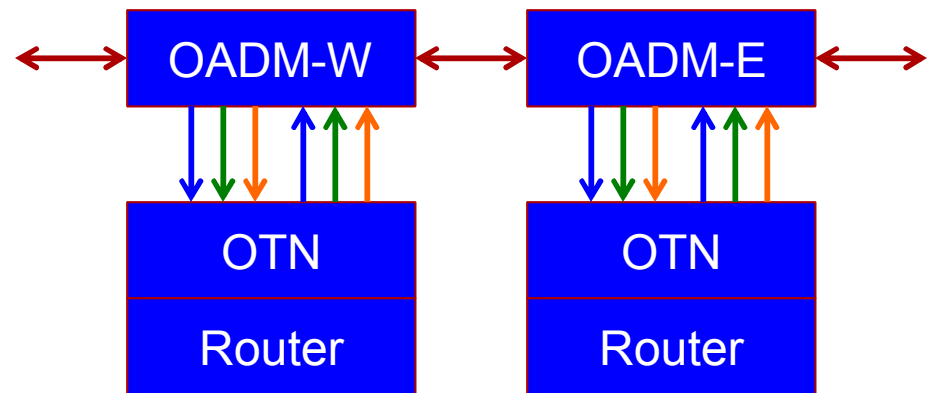 OADM-W
OADM-E
OTN
OTN
Router
Router